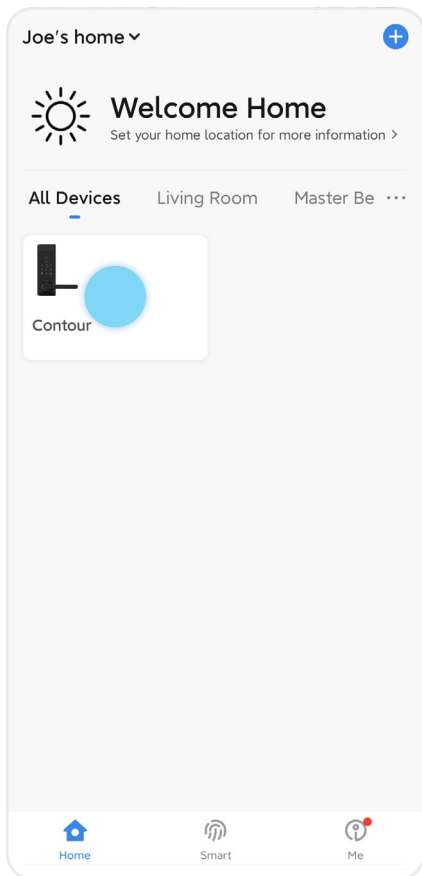 Joe's home
Welcome Home
Set your home location for more information >
All Devices Living Room Master Be ...
Contour
Home Smart Me